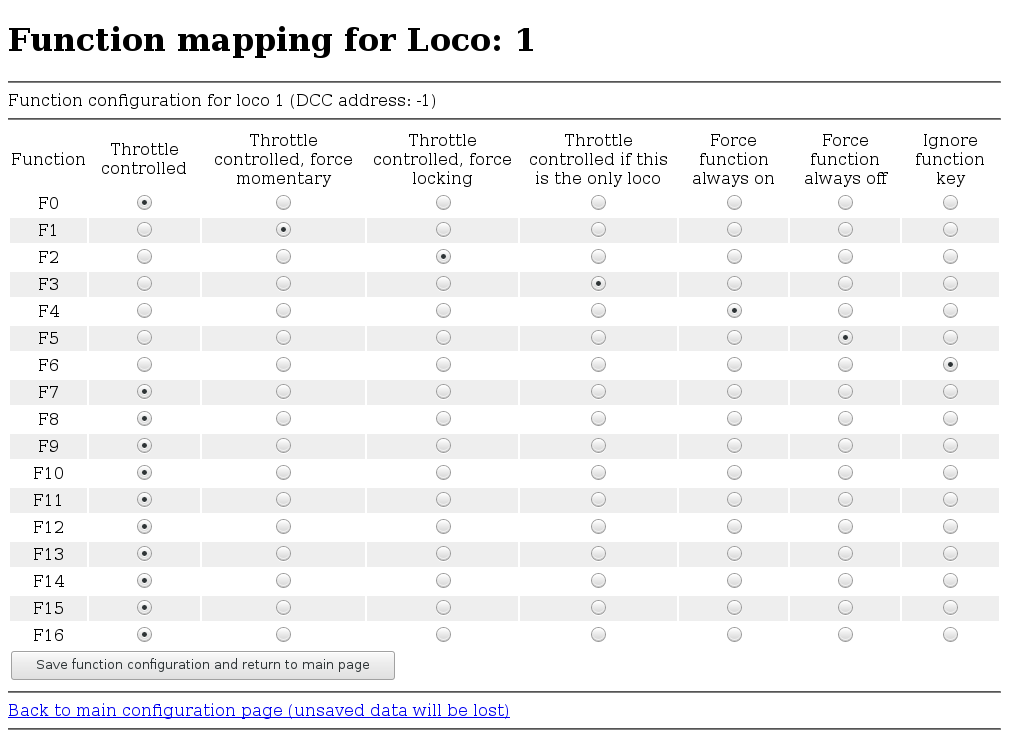 Function mapping for Loco: 1
Function configuration for loco 1 (DCC address: -1)
Function
Throttle
controlled
Throttle
controlled, force
momentary
Throttle
controlled, force
locking
Throttle
controlled if this
is the only loco
Force
function
always on
Force
function
always off
Ignore
function
key
F0
F1
F2
F3
F4
F5
F6
F7
F8
F9
F10
F11
F12
F13
F14
F15
F16
Save function configuration and return to main page
Back to main configuration page (unsaved data will be lost)